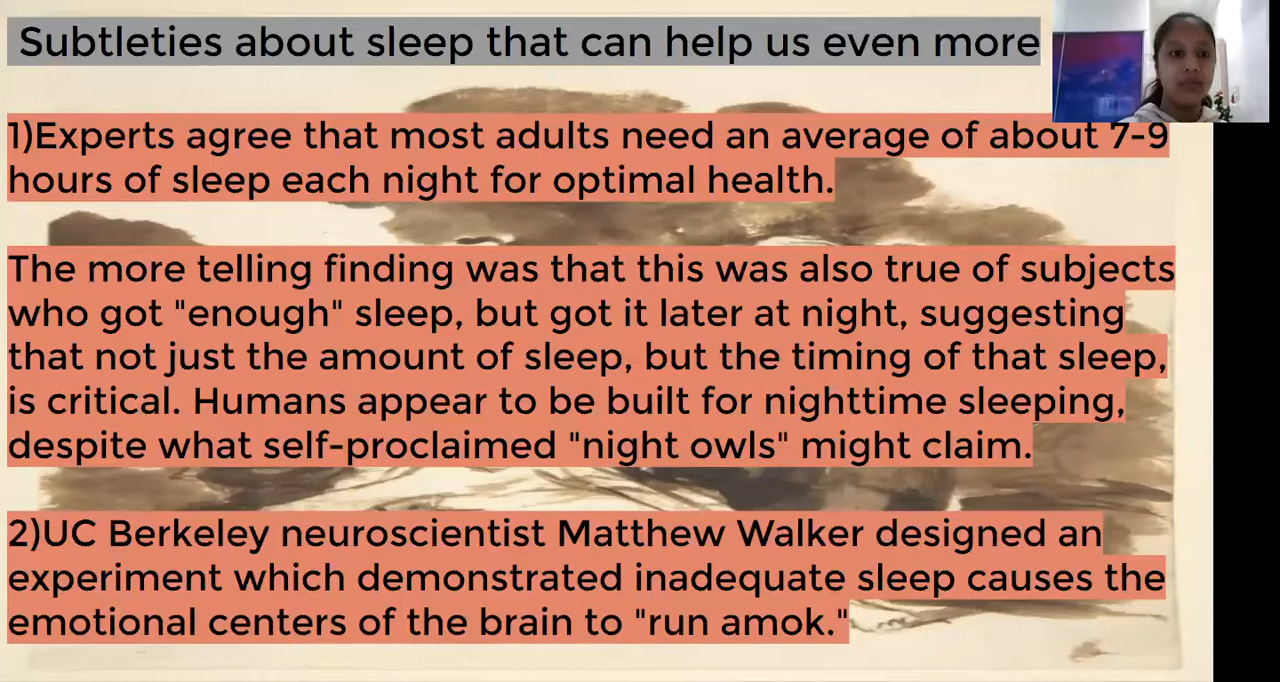 Subtleties about sleep that can help us even more
1)Experts agree that most adults need an average of about 7-9
hours of sleep each night for optimal health.
The more telling finding was that this was also true of subjects
who got "enough" sleep, but got it later at night, suggesting
that not just the amount of sleep, but the timing of that sleep,
is critical. Humans appear to be built for nighttime sleeping,
despite what self-proclaimed "night owls" might claim.
2)UC Berkeley neuroscientist Matthew Walker designed an
experiment which demonstrated inadequate sleep causes the
emotional centers of the brain to "run amok."